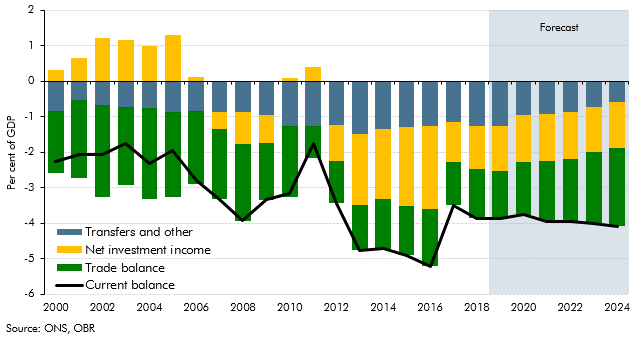 Forecast
Per cent of GDP
2
1
0
-1
-2
-3
-4
-5
-6
Transfers and other
Net investment income
Trade balance
Current balance
2000 2002 2004 2006 2008 2010 2012 2014 2016 2018 2020 2022 2024
Source: ONS, OBR